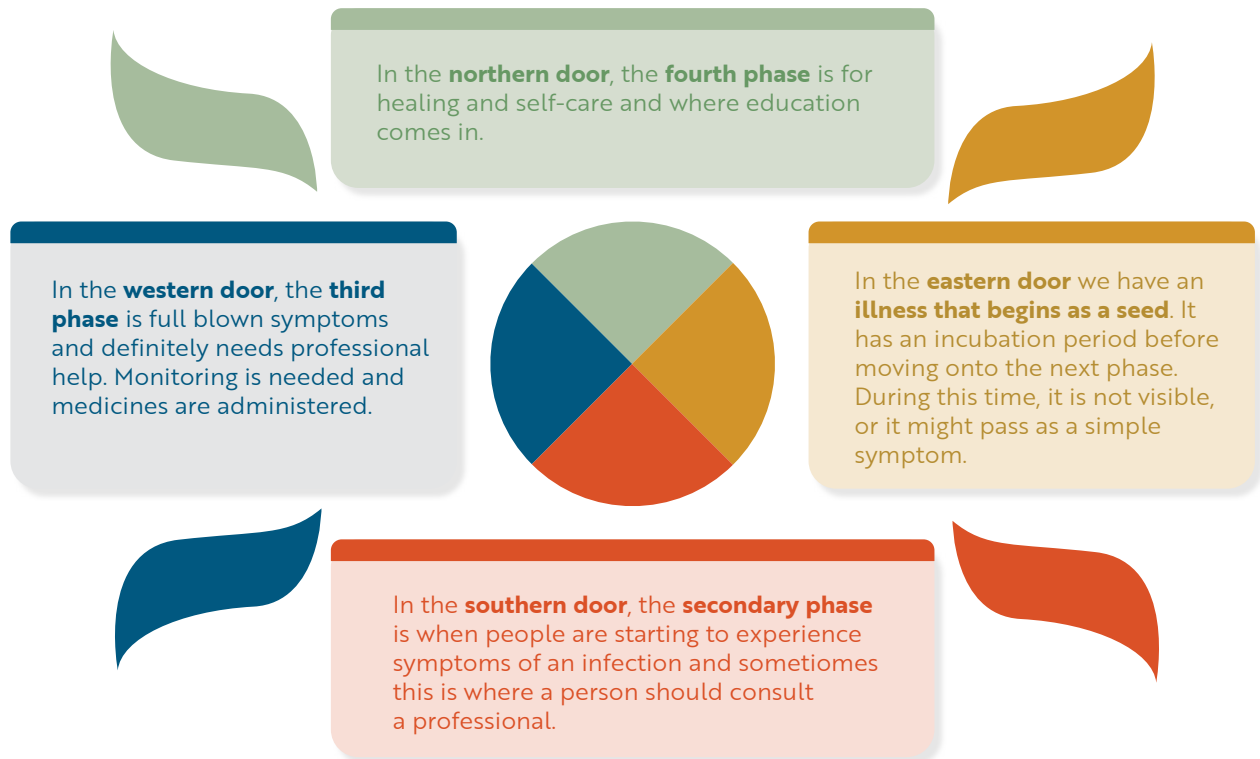 In the northern door, the fourth phase is for
healing and self-care and where education
comes in.
In the western door, the third
phase is full blown symptoms
and definitely needs professional
help. Monitoring is needed and
medicines are administered.
In the eastern door we have an
illness that begins as a seed. It
has an incubation period before
moving onto the next phase.
During this time, it is not visible,
or it might pass as a simple
symptom.
In the southern door, the secondary phase
is when people are starting to experience
symptoms of an infection and sometiomes
this is where a person should consult
a professional.